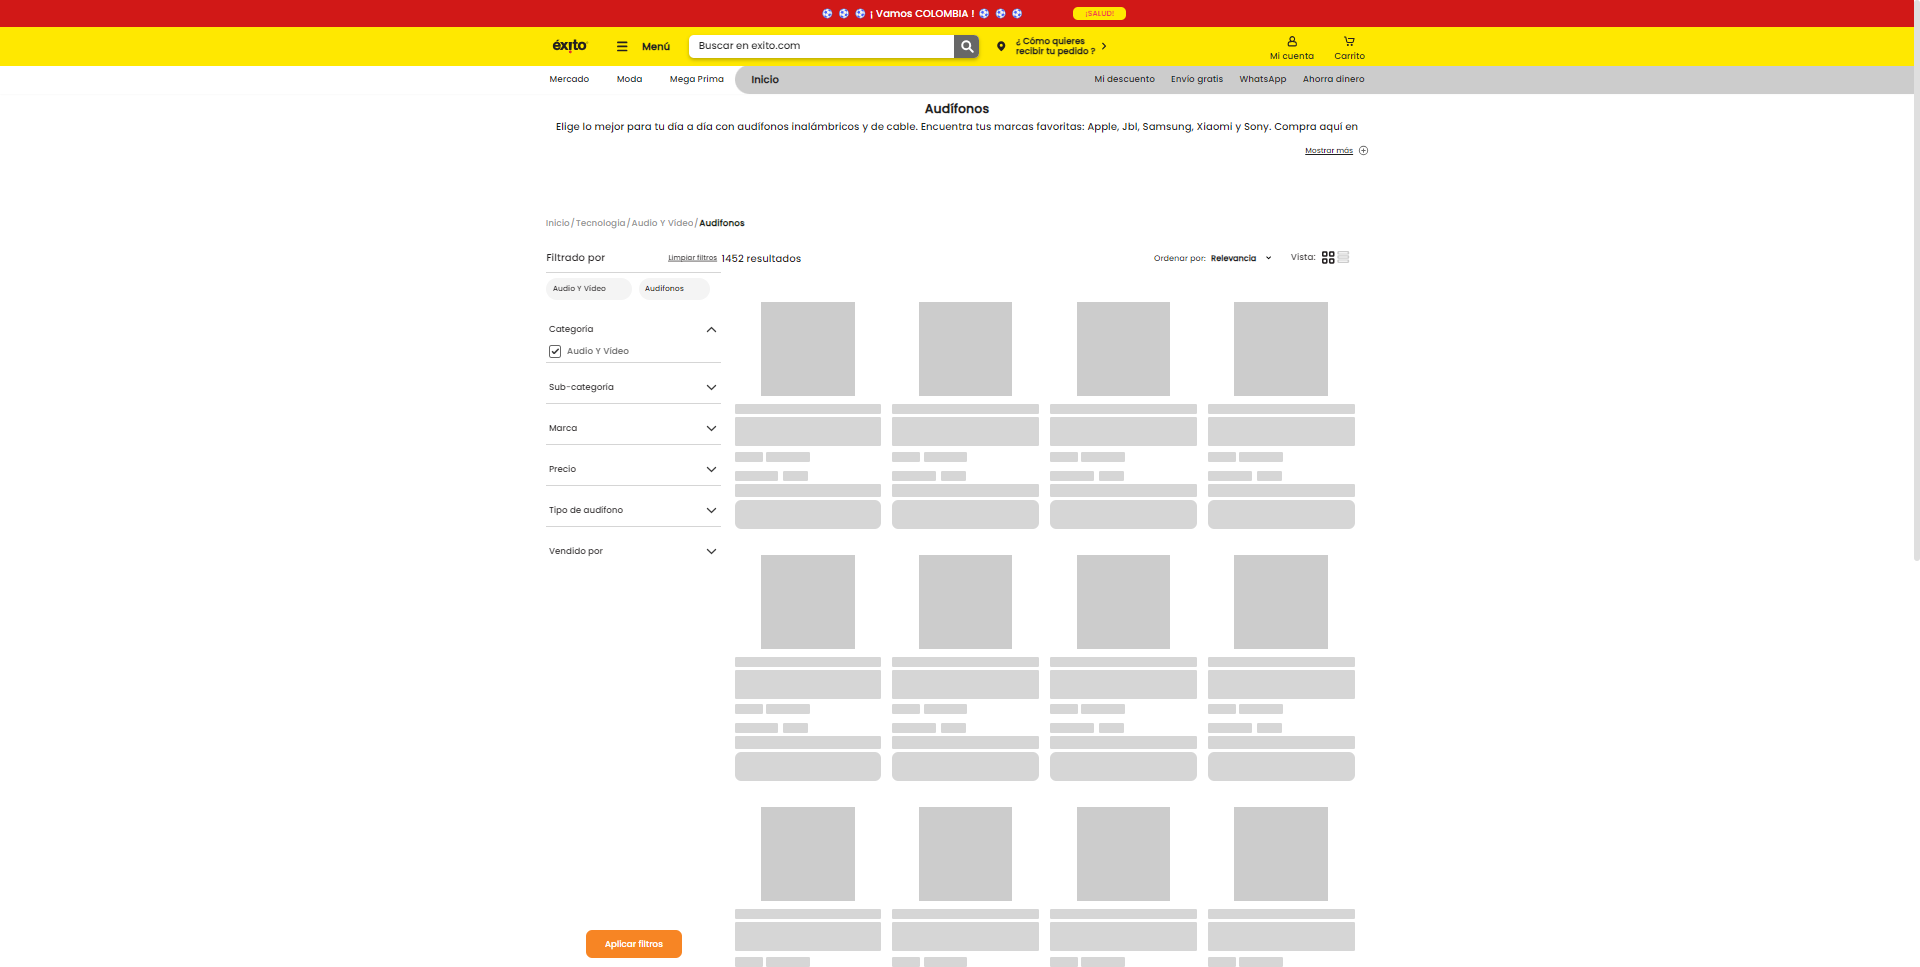 ¡ Vamos COLOMBIA !
¡SALUD!
éxito
Menú
Buscar en exito.com
¿ Cómo quieres
recibir tu pedido ?
Mi cuenta
Carrito
Mercado
Moda
Mega Prima
Inicio
Mi descuento
Envío gratis
WhatsApp
Ahorra dinero
Audífonos
Elige lo mejor para tu día a día con audífonos inalámbricos y de cable. Encuentra tus marcas favoritas: Apple, Jbl, Samsung, Xiaomi y Sony. Compra aquí en
Mostrar más
Inicio/Tecnología/Audio Y Video/Audifonos
Filtrado por
Limpiar filtros
1452 resultados
Ordenar por: Relevancia
Vista:
Audio Y Video
Audifonos
Categoría
Audio Y Video
Sub-categoría
Marca
Precio
Tipo de audífono
Vendido por
Aplicar filtros